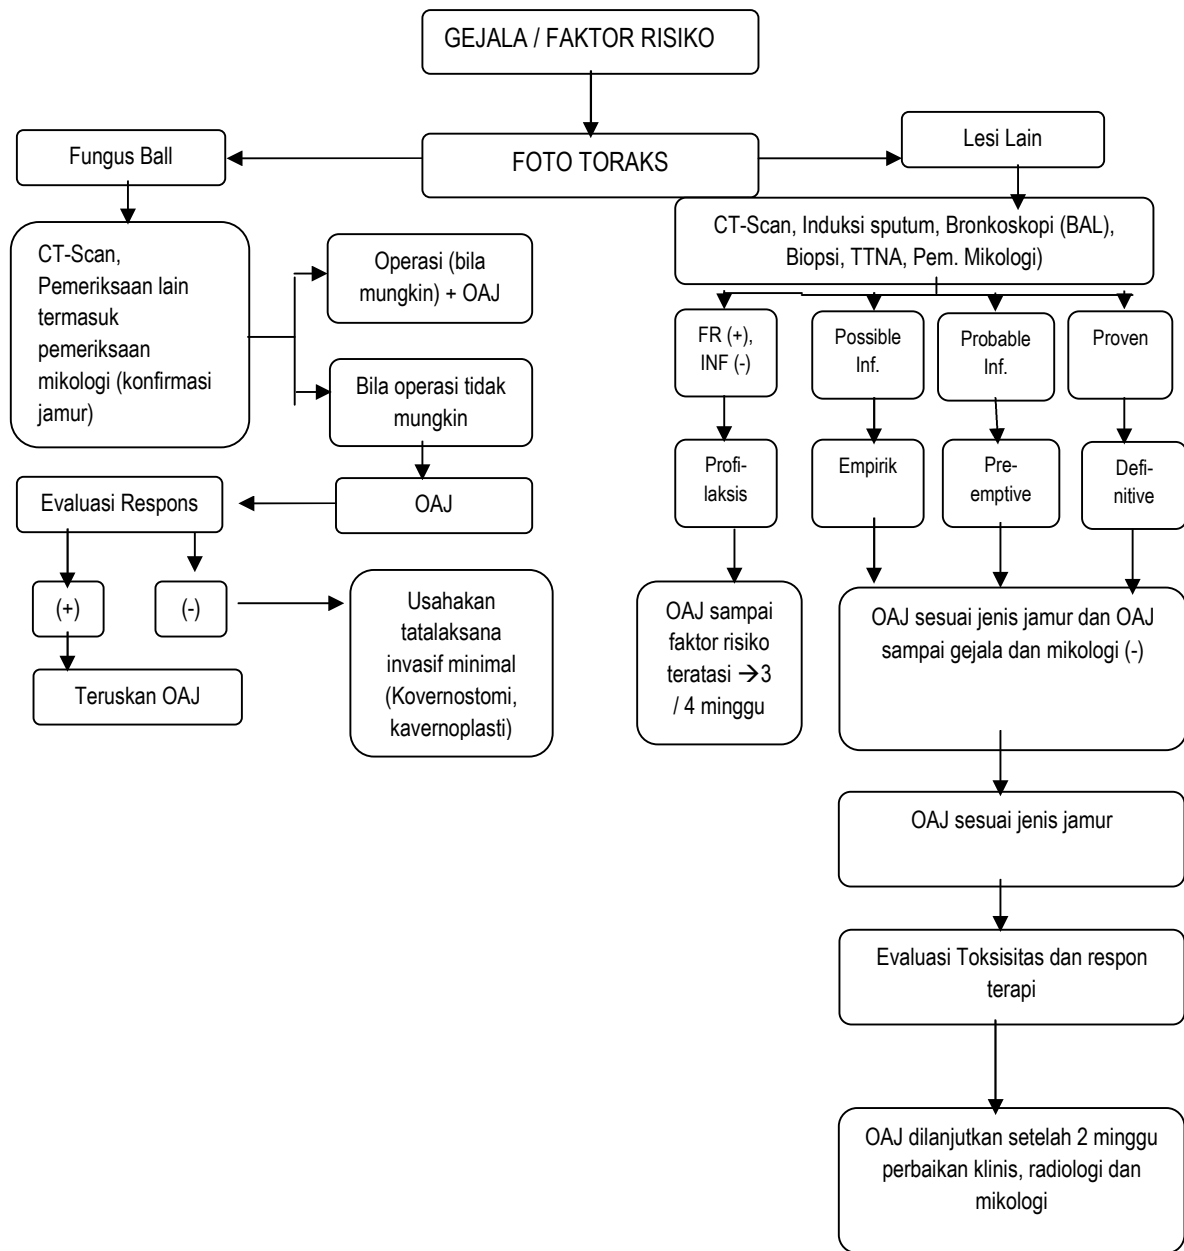 GEJALA / FAKTOR RISIKO
FOTO TORAKS
Fungus Ball
Lesi Lain
CT-Scan,
Pemeriksaan lain
termasuk
pemeriksaan
mikologi (konfirmasi
jamur)
Operasi (bila
mungkin) + OAJ
Bila operasi tidak
mungkin
OAJ
Evaluasi Respons
(+)
(-)
Teruskan OAJ
Usahakan
tatalaksana
invasif minimal
(Kovernostomi,
kavernoplasti)
CT-Scan, Induksi sputum, Bronkoskopi (BAL),
Biopsi, TTNA, Pem. Mikologi)
FR (+),
INF (-)
Possible
Inf.
Probable
Inf.
Proven
Profi-
laksis
Empirik
Pre-
emptive
Defi-
nitive
OAJ sampai
faktor risiko
teratasi →3
/ 4 minggu
OAJ sesuai jenis jamur dan OAJ
sampai gejala dan mikologi (-)
OAJ sesuai jenis jamur
Evaluasi Toksisitas dan respon
terapi
OAJ dilanjutkan setelah 2 minggu
perbaikan klinis, radiologi dan
mikologi